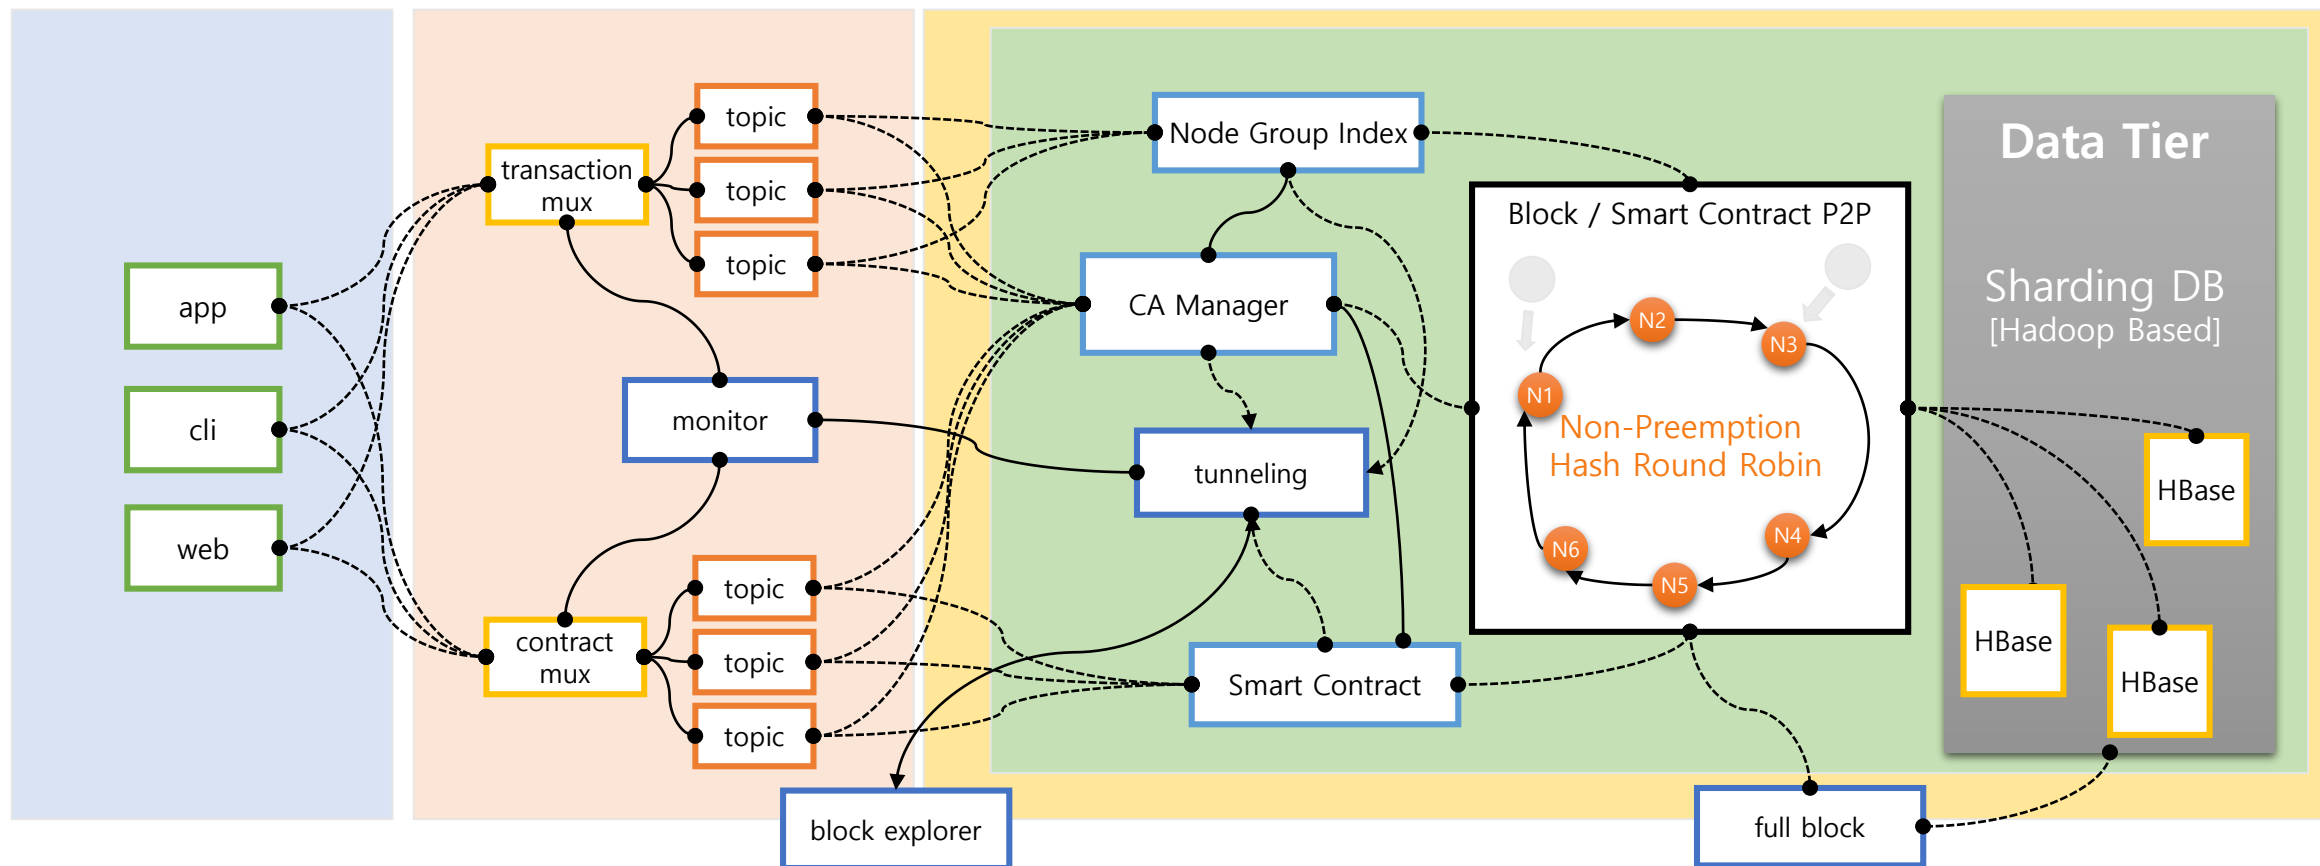 app
cli
web
transaction
mux
topic
topic
topic
monitor
contract
mux
topic
topic
topic
block explorer
Node Group Index
CA Manager
tunneling
Smart Contract
Block / Smart Contract P2P
N1
N2
N3
N4
N5
N6
Non-Preemption
Hash Round Robin
full block
Data Tier
Sharding DB
[Hadoop Based]
HBase
HBase
HBase